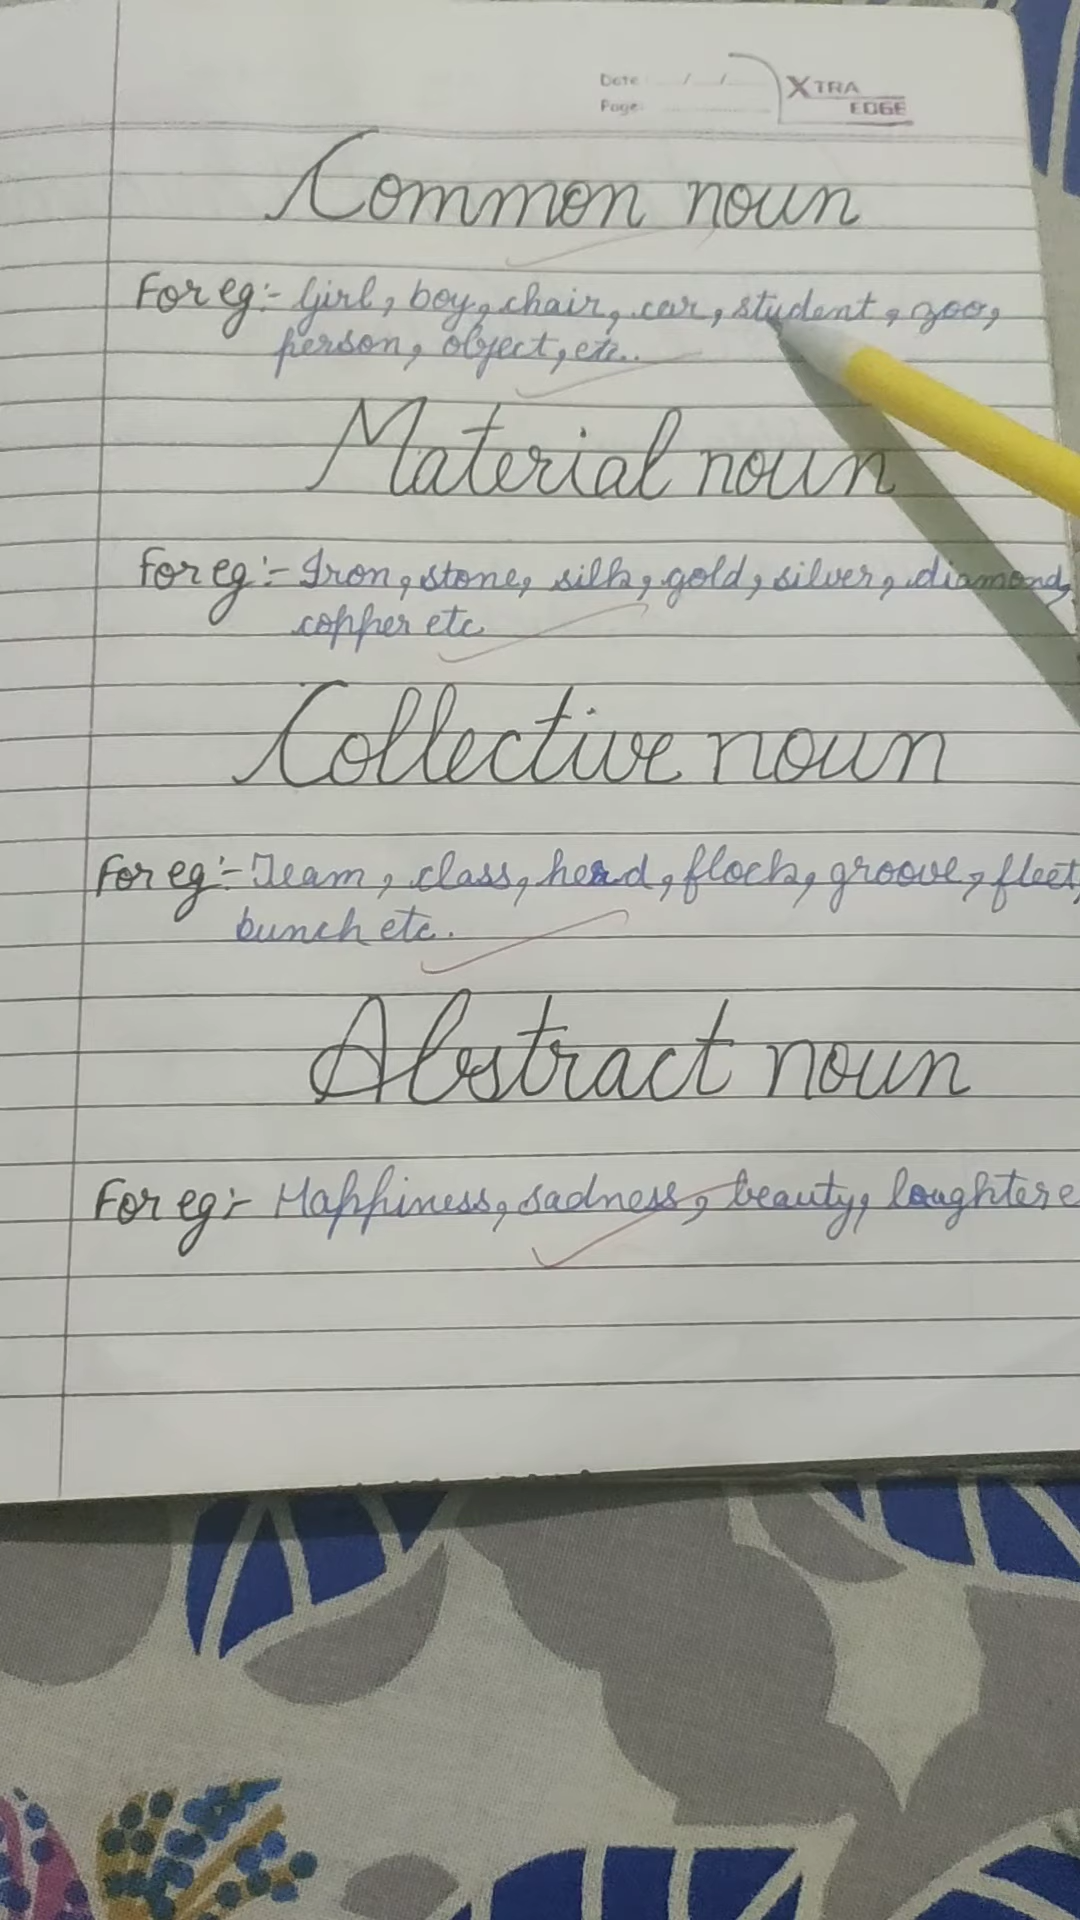 Date / /
Page:
XTRA
EDGE
Common noun
For eg:- Girl, boy, chair, car, student, zoo,
person, object, etc..
Material noun
For eg:- Iron, stone, silk, gold, silver, diamond,
copper etc
Collective noun
For eg:- Team, class, herd, flock, groove, fleet,
bunch etc.
Abstract noun
For eg:- Happiness, sadness, beauty, laughter e